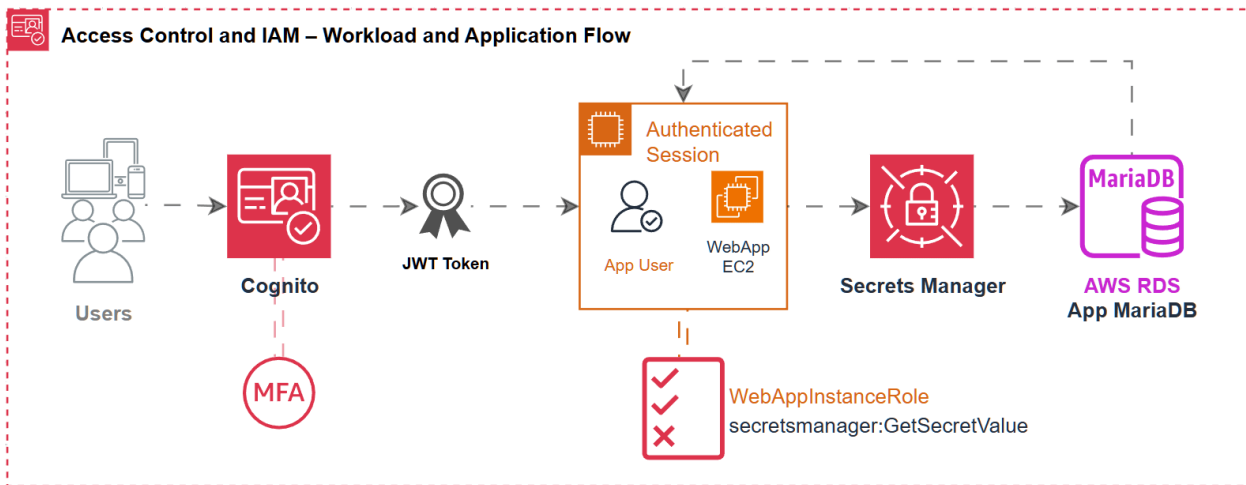 Access Control and IAM – Workload and Application Flow
Users
Cognito
MFA
JWT Token
Authenticated
Session
App User
WebApp
EC2
WebAppInstanceRole
secretsmanager:GetSecretValue
Secrets Manager
MariaDB
AWS RDS
App MariaDB